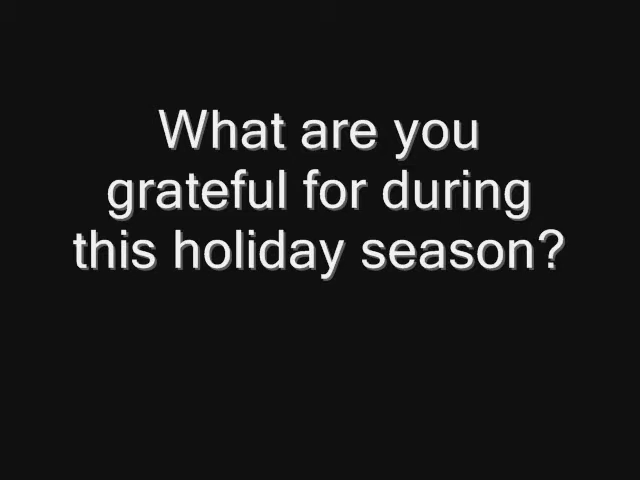 What are you
grateful for during
this holiday season?